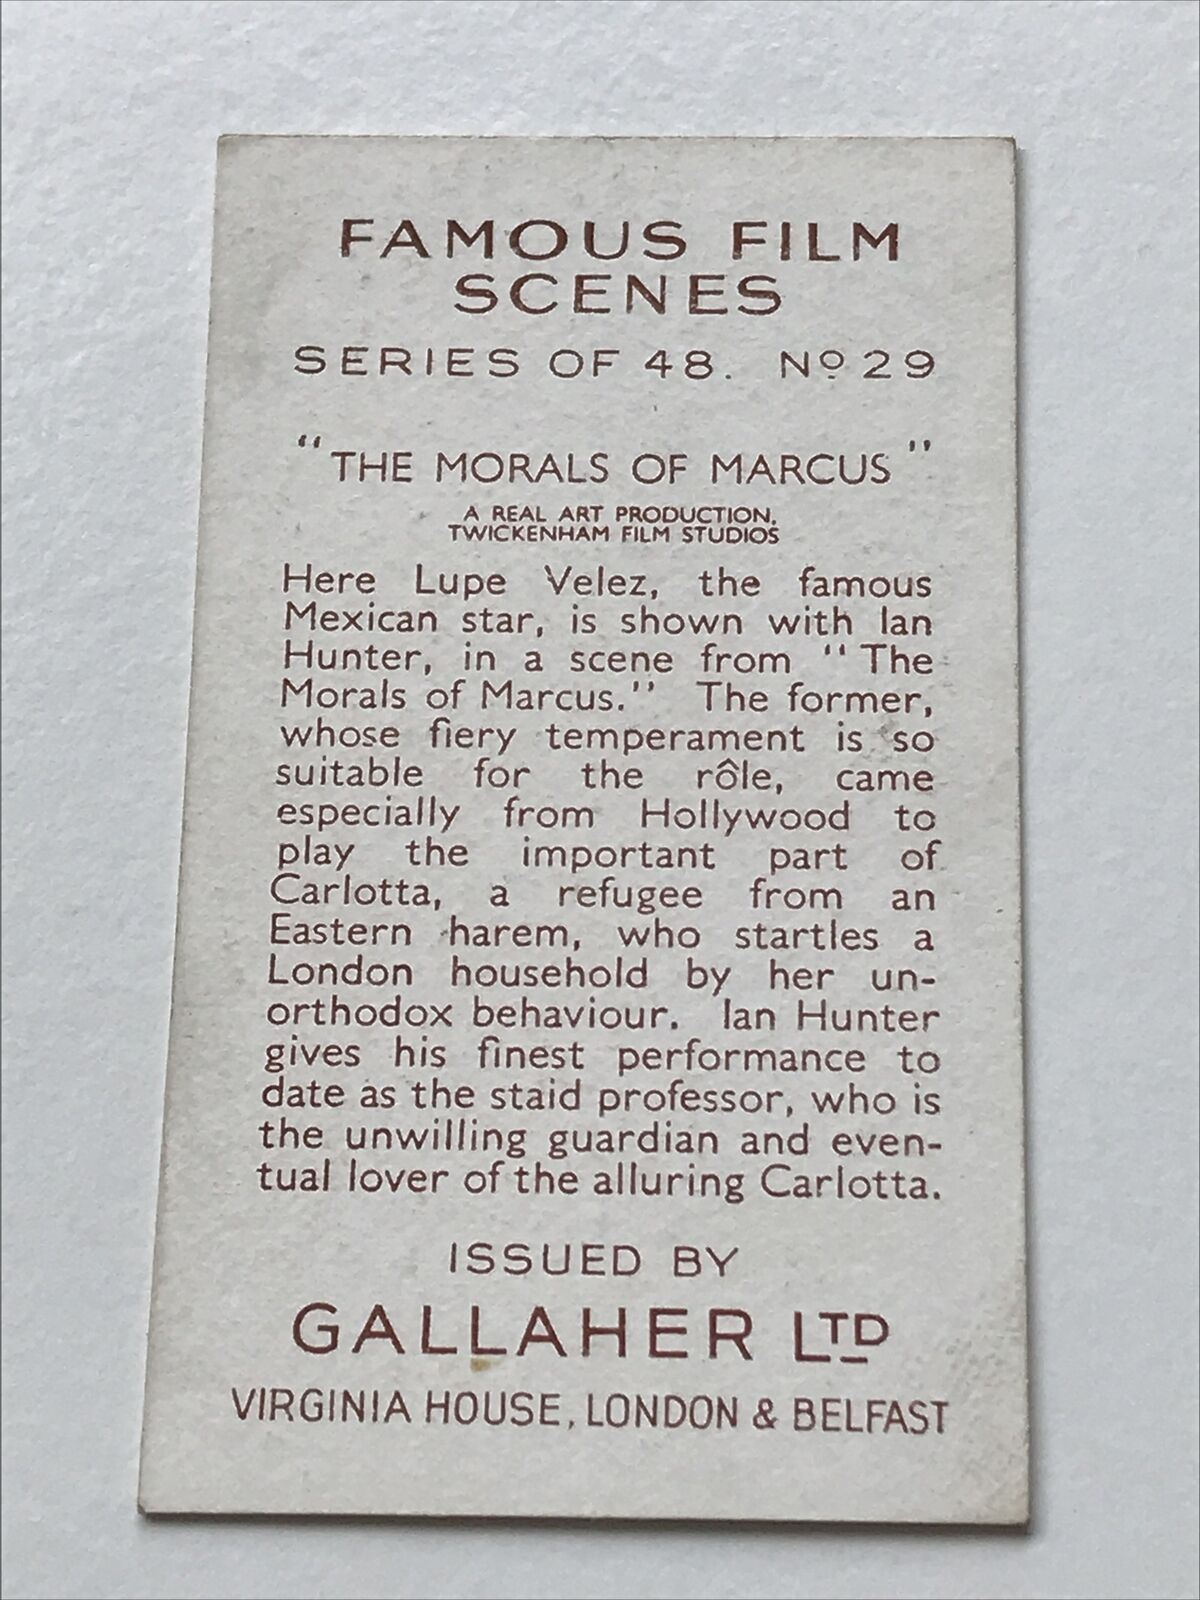 FAMOUS FILM
SCENES
SERIES OF 48. Nº 29
"THE MORALS OF MARCUS"
A REAL ART PRODUCTION.
TWICKENHAM FILM STUDIOS
Here Lupe Velez, the famous
Mexican star, is shown with Ian
Hunter, in a scene from "The
Morals of Marcus." The former,
whose fiery temperament is so
suitable for the rôle, came
especially from Hollywood to
play the important part of
Carlotta, a refugee from an
Eastern harem, who startles a
London household by her un-
orthodox behaviour. Ian Hunter
gives his finest performance to
date as the staid professor, who is
the unwilling guardian and even-
tual lover of the alluring Carlotta.
ISSUED BY
GALLAHER LTD
VIRGINIA HOUSE, LONDON & BELFAST